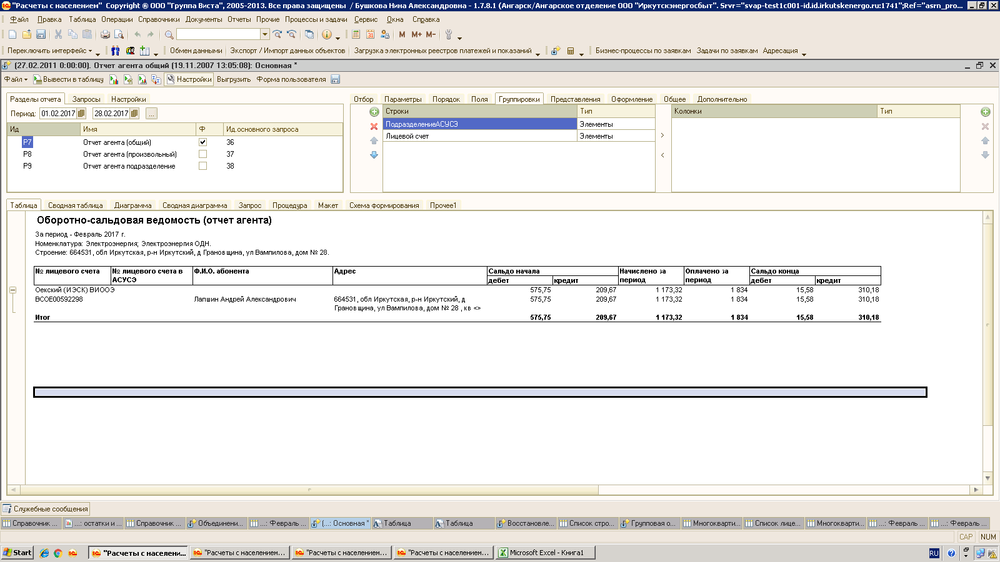 "Расчеты с населением" Copyright ® ООО "Группа Виста", 2005-2013. Все права защищены / Бушкова Нина Александровна - 1.7.8.1 (Ангарск/Ангарское отделение ООО "Иркутскэнергосбыт". Srvr="svap-test1c001-id.id.irkutskenergo.ru:1741";Ref="asrn_pro...
Файл Правка Таблица Операции Справочники Документы Отчеты Прочие Процессы и задачи Сервис Окна Справка
M M+ M-
Переключить интерфейс Обмен данными Экспорт / Импорт данных объектов Загрузка электронных реестров платежей и показаний Бизнес-процессы по заявкам Задачи по заявкам Адресация
(27.02.2011 0:00:00). Отчет агента общий (19.11.2007 13:05:08): Основная *
Файл Вывести в таблицу Настройки Выгрузить Форма пользователя
Разделы отчета Запросы Настройки
Период: 01.02.2017 28.02.2017 ...
Ид Имя Ф Ид.основного запроса
Р7 Отчет агента (общий) 36
Р8 Отчет агента (произвольный) 37
Р9 Отчет агента подразделение 38
Отбор Параметры Порядок Поля Группировки Представления Оформление Общее Дополнительно
Строки Тип Колонки Тип
ПодразделениеАСУСЭ Элементы
Лицевой счет Элементы
Таблица Сводная таблица Диаграмма Сводная диаграмма Запрос Процедура Макет Схема формирования Прочее1
Оборотно-сальдовая ведомость (отчет агента)
За период - Февраль 2017 г.
Номенклатура: Электроэнергия; Электроэнергия ОДН.
Строение: 664531, обл Иркутская, р-н Иркутский, д Грановщина, ул Вампилова, дом № 28.
№ лицевого счета № лицевого счета в АСУСЭ Ф.И.О. абонента Адрес Сальдо начала Начислено за период Оплачено за период Сальдо конца
дебет кредит дебет кредит
Оекский (ИЭСК) ВИООЭ 575,75 209,67 1 173,32 1 834 15,58 310,18
ВСОЕ00592298 Лапшин Андрей Александрович 664531, обл Иркутская, р-н Иркутский, д 575,75 209,67 1 173,32 1 834 15,58 310,18
Грановщина, ул Вампилова, дом № 28 , кв <>
Итог 575,75 209,67 1 173,32 1 834 15,58 310,18
Служебные сообщения
Справочник ... ...: остатки и ... Справочник ... Объединени... ...: Февраль ... (...: Основная * Таблица Таблица Восстановле... Список стро... Групповая о... Многокварти... Список лице... Многокварти... ...: Февраль ... ...: Февраль ...
CAP NUM
Start "Расчеты с населени... "Расчеты с населением... "Расчеты с населением... "Расчеты с населением... Microsoft Excel - Книга1 RU